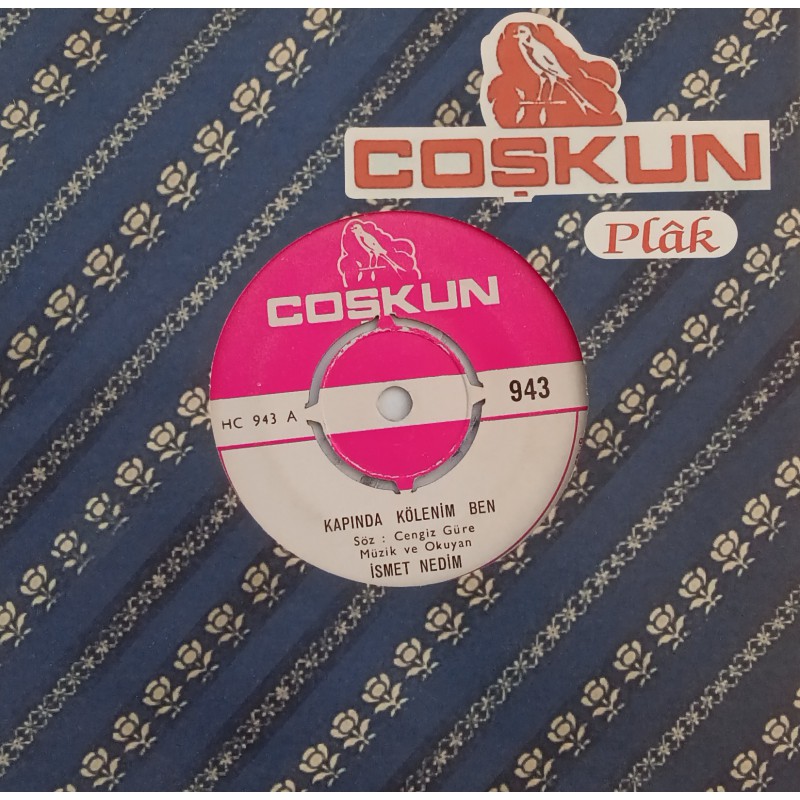 COŞKUN
Plâk
COŞKUN
943
HC 943 A
KAPINDA KÖLENİM BEN
Söz : Cengiz Güre
Müzik ve Okuyan
İSMET NEDİM